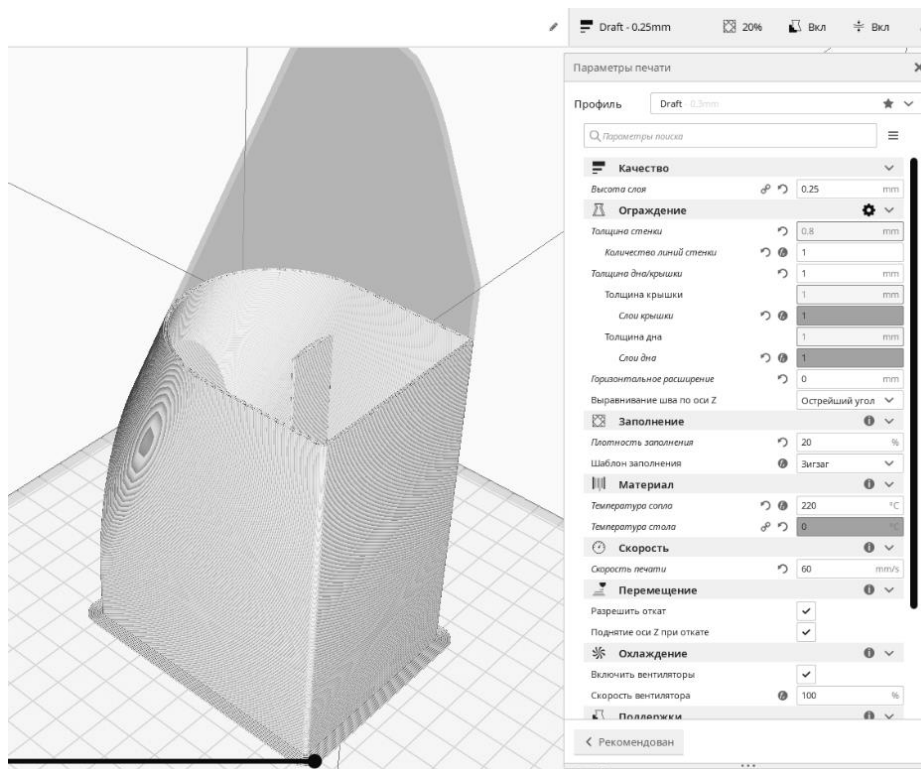 Draft - 0.25mm 20% Вкл Вкл
Параметры печати
Профиль Draft - 0.3mm
Параметры поиска
Качество
Высота слоя 0.25 mm
Ограждение
Толщина стенки 0.8 mm
Количество линий стенки 1
Толщина дна/крышки 1 mm
Толщина крышки 1 mm
Слои крышки 1
Толщина дна 1 mm
Слои дна 1
Горизонтальное расширение 0 mm
Выравнивание шва по оси Z Острейший угол
Заполнение
Плотность заполнения 20 %
Шаблон заполнения Зигзаг
Материал
Температура сопла 220 °C
Температура стола 0 °C
Скорость
Скорость печати 60 mm/s
Перемещение
Разрешить откат
Поднятие оси Z при откате
Охлаждение
Включить вентиляторы
Скорость вентилятора 100 %
Поддержки
Рекомендован